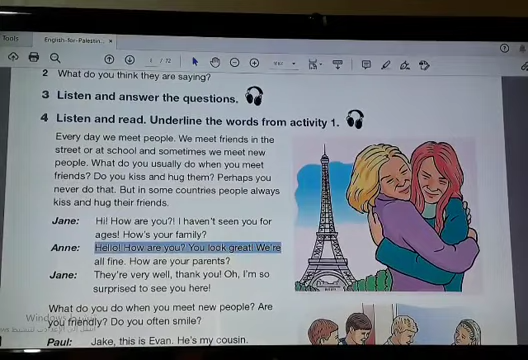 Tools
English-for-Palestin...
/ 72
2 What do you think they are saying?
3 Listen and answer the questions.
4 Listen and read. Underline the words from activity 1.
Every day we meet people. We meet friends in the
street or at school and sometimes we meet new
people. What do you usually do when you meet
friends? Do you kiss and hug them? Perhaps you
never do that. But in some countries people always
kiss and hug their friends.
Jane: Hi! How are you?! I haven't seen you for
ages! How's your family?
Anne: Hello! How are you? You look great! We're
all fine. How are your parents?
Jane: They're very well, thank you! Oh, I'm so
surprised to see you here!
What do you do when you meet new people? Are
you friendly? Do you often smile?
Paul: Jake, this is Evan. He's my cousin.
Windows